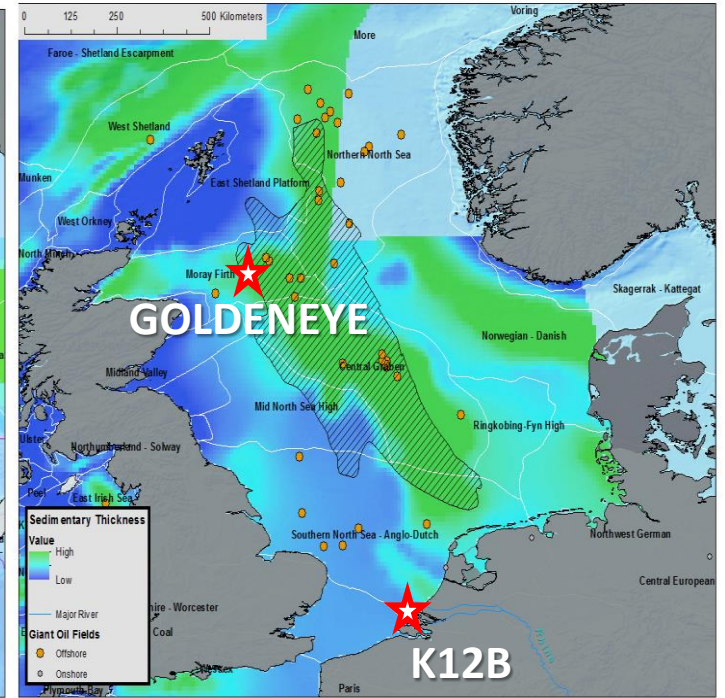 0 125 250 500 Kilometers
Voring
More
Faroe - Shetland Escarpment
West Shetland
Northern North Sea
Munken
East Shetland Platform
West Orkney
North Minch
Moray Firth
Skagerrak - Kattegat
GOLDENEYE
Norwegian - Danish
Midland Valley
Central Graben
Mid North Sea High
Ringkobing-Fyn High
Ulster
Northumberland - Solway
Peel
East Irish Sea
Sedimentary Thickness
Value
High
Low
Southern North Sea - Anglo-Dutch
Northwest German
Central European
Major River
ire - Worcester
Giant Oil Fields
Coal
Offshore
Onshore
K12B
Plymouth Bay
Paris